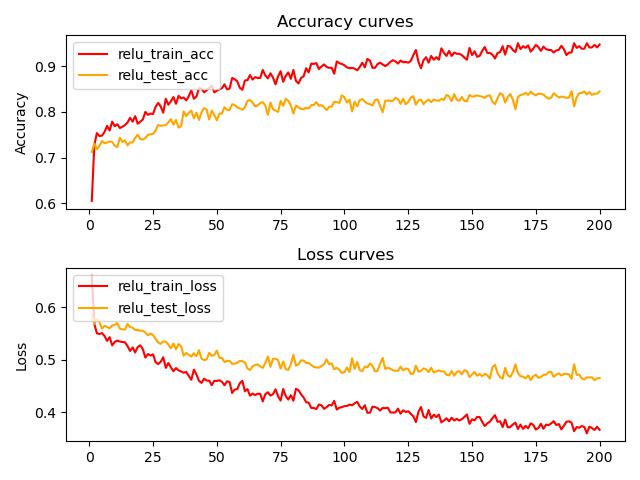 Accuracy curves
relu_train_acc
relu_test_acc
Accuracy
0.9
0.8
0.7
0.6
0 25 50 75 100 125 150 175 200
Loss curves
relu_train_loss
relu_test_loss
Loss
0.6
0.5
0.4
0 25 50 75 100 125 150 175 200